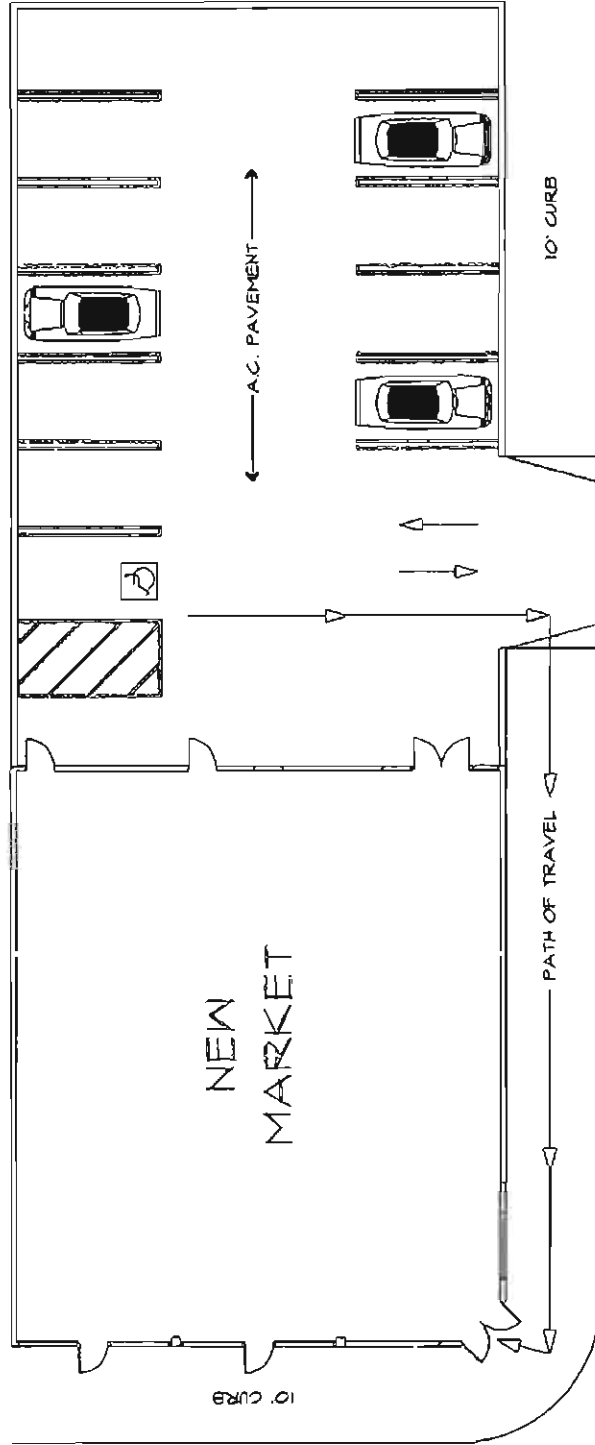 10' CURB
A.C. PAVEMENT
PATH OF TRAVEL
NEW
MARKET
10' CURB